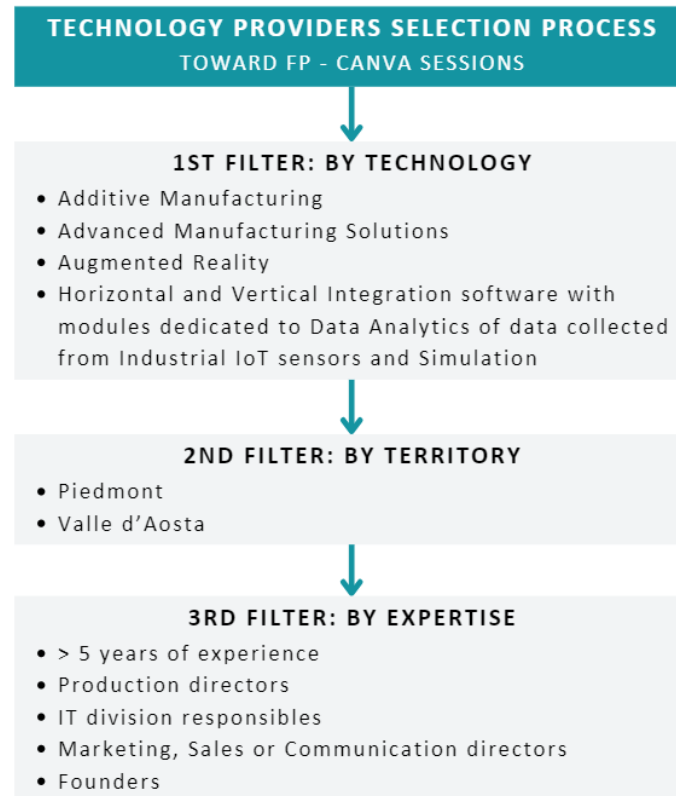 TECHNOLOGY PROVIDERS SELECTION PROCESS
TOWARD FP - CANVA SESSIONS
1ST FILTER: BY TECHNOLOGY
• Additive Manufacturing
• Advanced Manufacturing Solutions
• Augmented Reality
• Horizontal and Vertical Integration software with
modules dedicated to Data Analytics of data collected
from Industrial IoT sensors and Simulation
2ND FILTER: BY TERRITORY
• Piedmont
• Valle d’Aosta
3RD FILTER: BY EXPERTISE
• > 5 years of experience
• Production directors
• IT division responsibles
• Marketing, Sales or Communication directors
• Founders